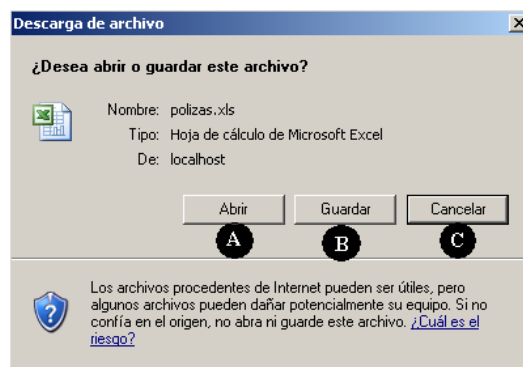 Descarga de archivo
¿Desea abrir o guardar este archivo?
Nombre: polizas.xls
Tipo: Hoja de cálculo de Microsoft Excel
De: localhost
Abrir Guardar Cancelar
A B C
Los archivos procedentes de Internet pueden ser útiles, pero
algunos archivos pueden dañar potencialmente su equipo. Si no
confía en el origen, no abra ni guarde este archivo. ¿Cuál es el
riesgo?